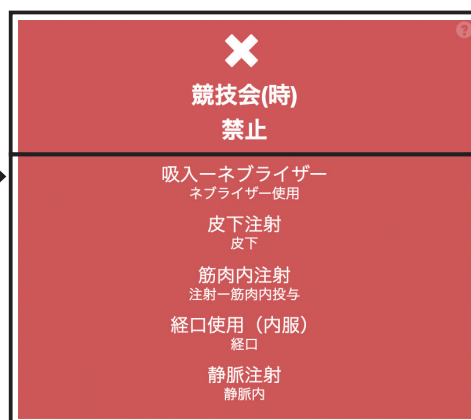 ?
競技会(時)
禁止
吸入ーネブライザー
ネブライザー使用
皮下注射
皮下
筋肉内注射
注射ー筋肉内投与
経口使用（内服）
経口
静脈注射
静脈内